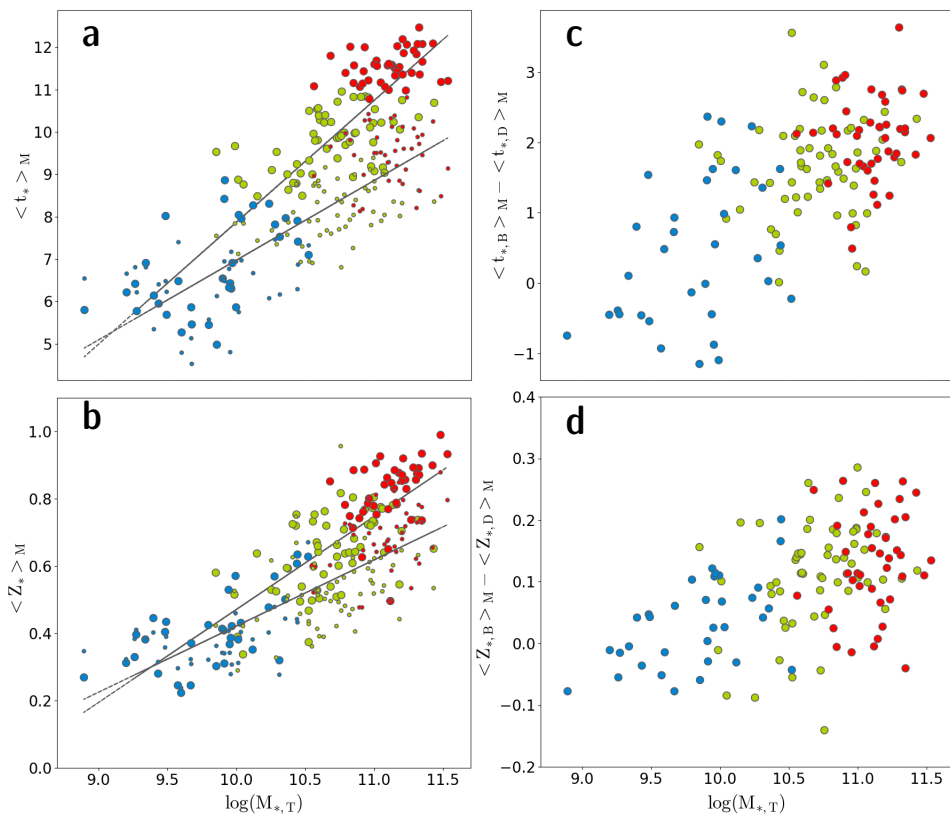 a
12
11
10
9
8
7
6
5
< t* >M
c
3
2
1
0
−1
< t*,B >M − < t*,D >M
b
1.0
0.8
0.6
0.4
0.2
0.0
< Z* >M
9.0 9.5 10.0 10.5 11.0 11.5
log(M*,T)
d
0.4
0.3
0.2
0.1
0.0
−0.1
−0.2
< Z*,B >M − < Z*,D >M
9.0 9.5 10.0 10.5 11.0 11.5
log(M*,T)